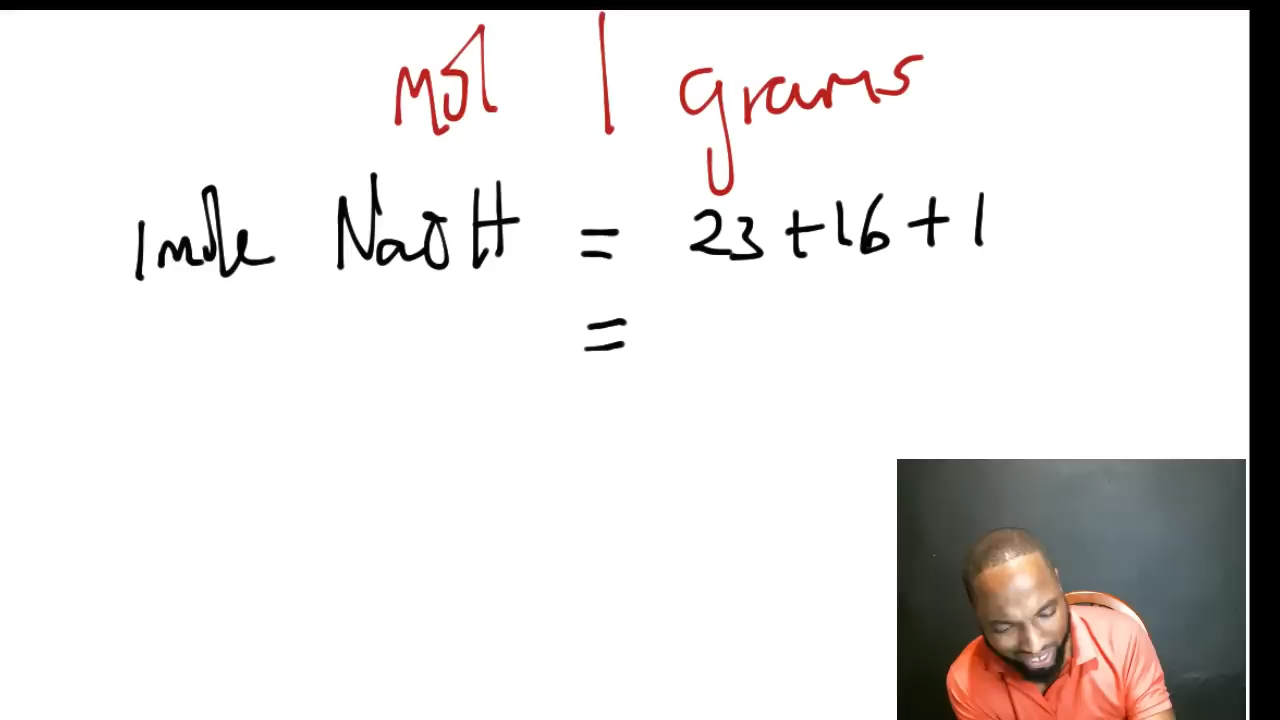 mol | grams
1mole NaOH = 23+16+1
=